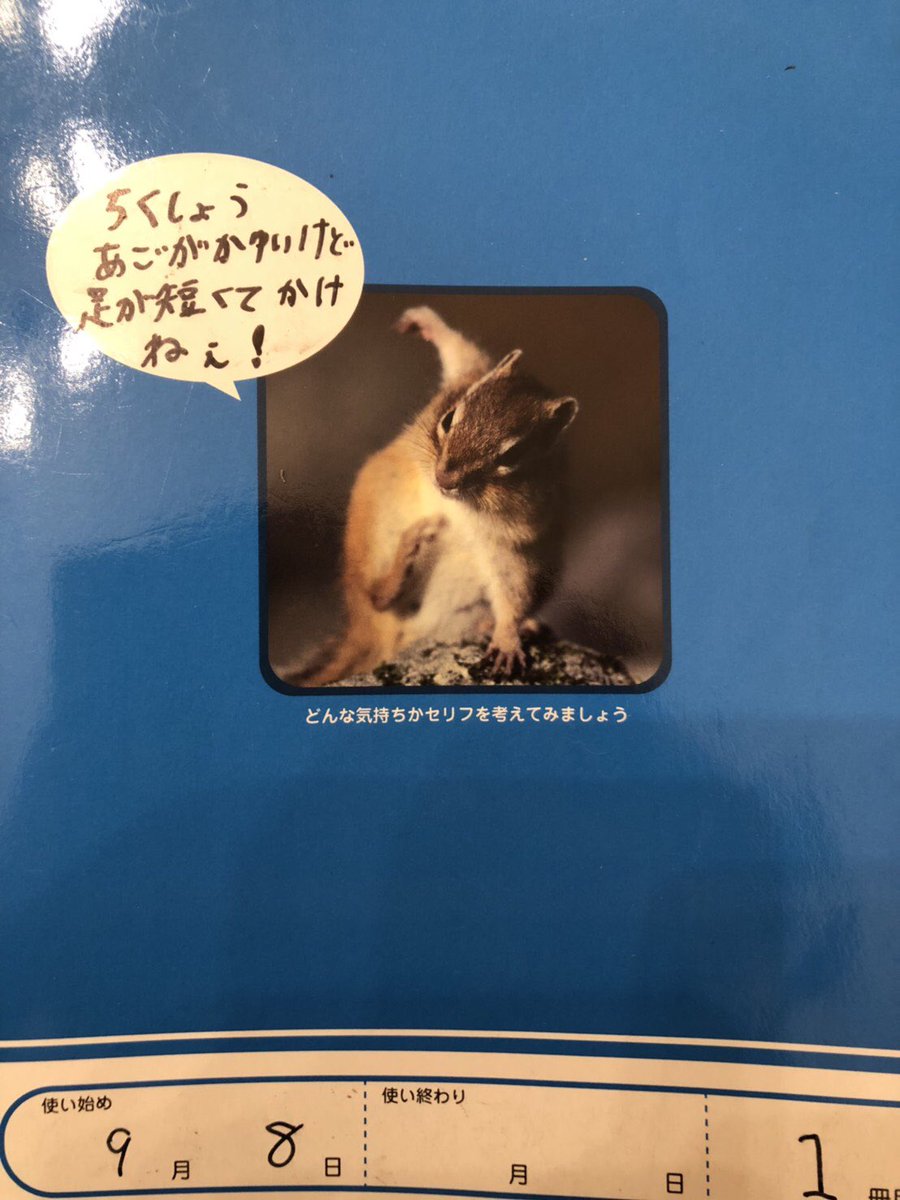 ちくしょう
あごがかゆいけど
足が短くてかけ
ねぇ!
どんな気持ちかセリフを考えてみましょう
使い始め
9月8日
使い終わり
月日
1冊目